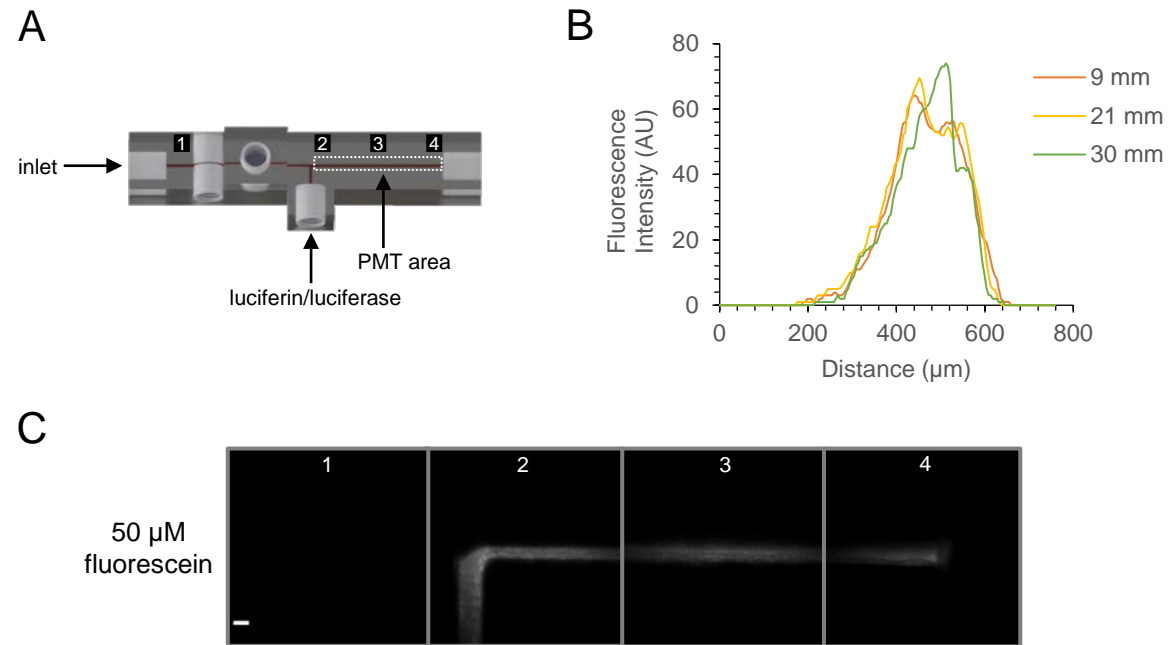 A
1
2
3
4
inlet
PMT area
luciferin/luciferase
B
80
60
40
20
0
Fluorescence
Intensity (AU)
0 200 400 600 800
Distance (µm)
9 mm
21 mm
30 mm
C
1 2 3 4
50 µM
fluorescein